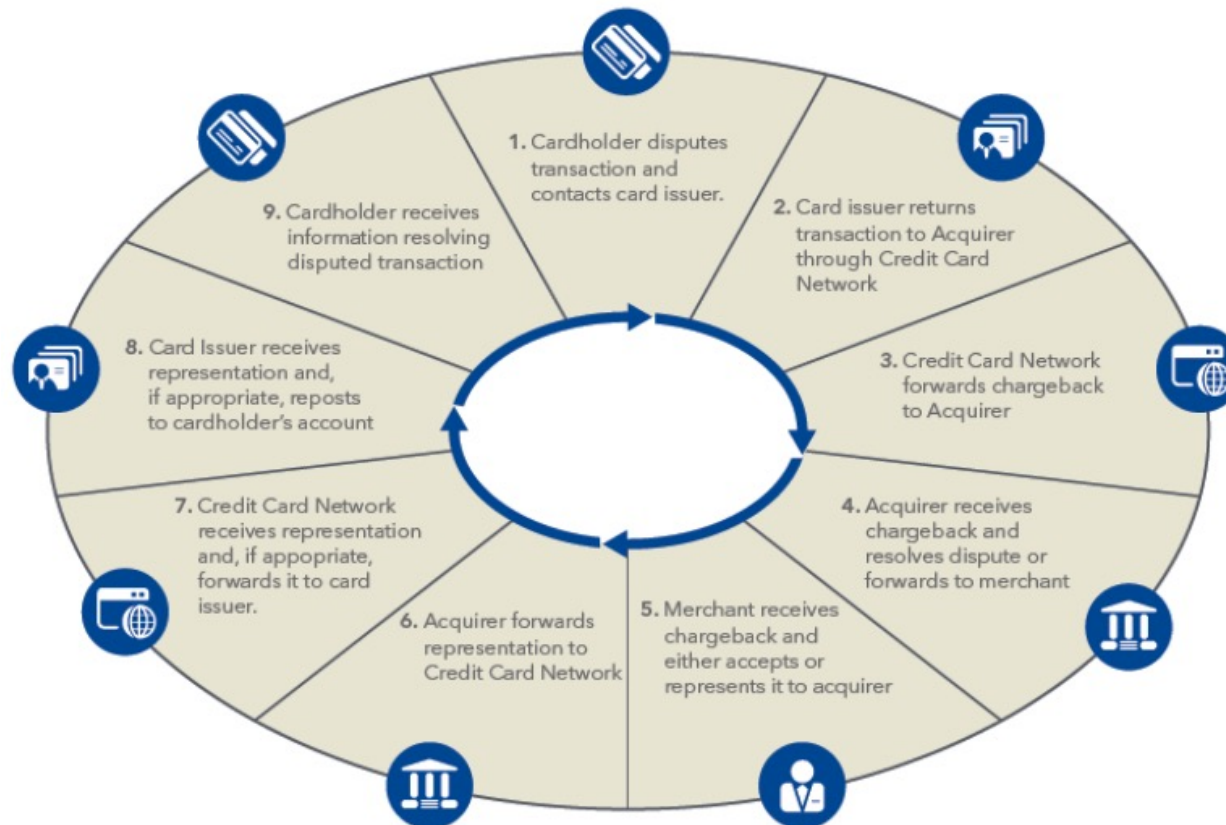 1. Cardholder disputes
transaction and
contacts card issuer.
2. Card issuer returns
transaction to Acquirer
through Credit Card
Network
3. Credit Card Network
forwards chargeback
to Acquirer
4. Acquirer receives
chargeback and
resolves dispute or
forwards to merchant
5. Merchant receives
chargeback and
either accepts or
represents it to acquirer
6. Acquirer forwards
representation to
Credit Card Network
7. Credit Card Network
receives representation
and, if appopriate,
forwards it to card
issuer.
8. Card Issuer receives
representation and,
if appropriate, reposts
to cardholder's account
9. Cardholder receives
information resolving
disputed transaction